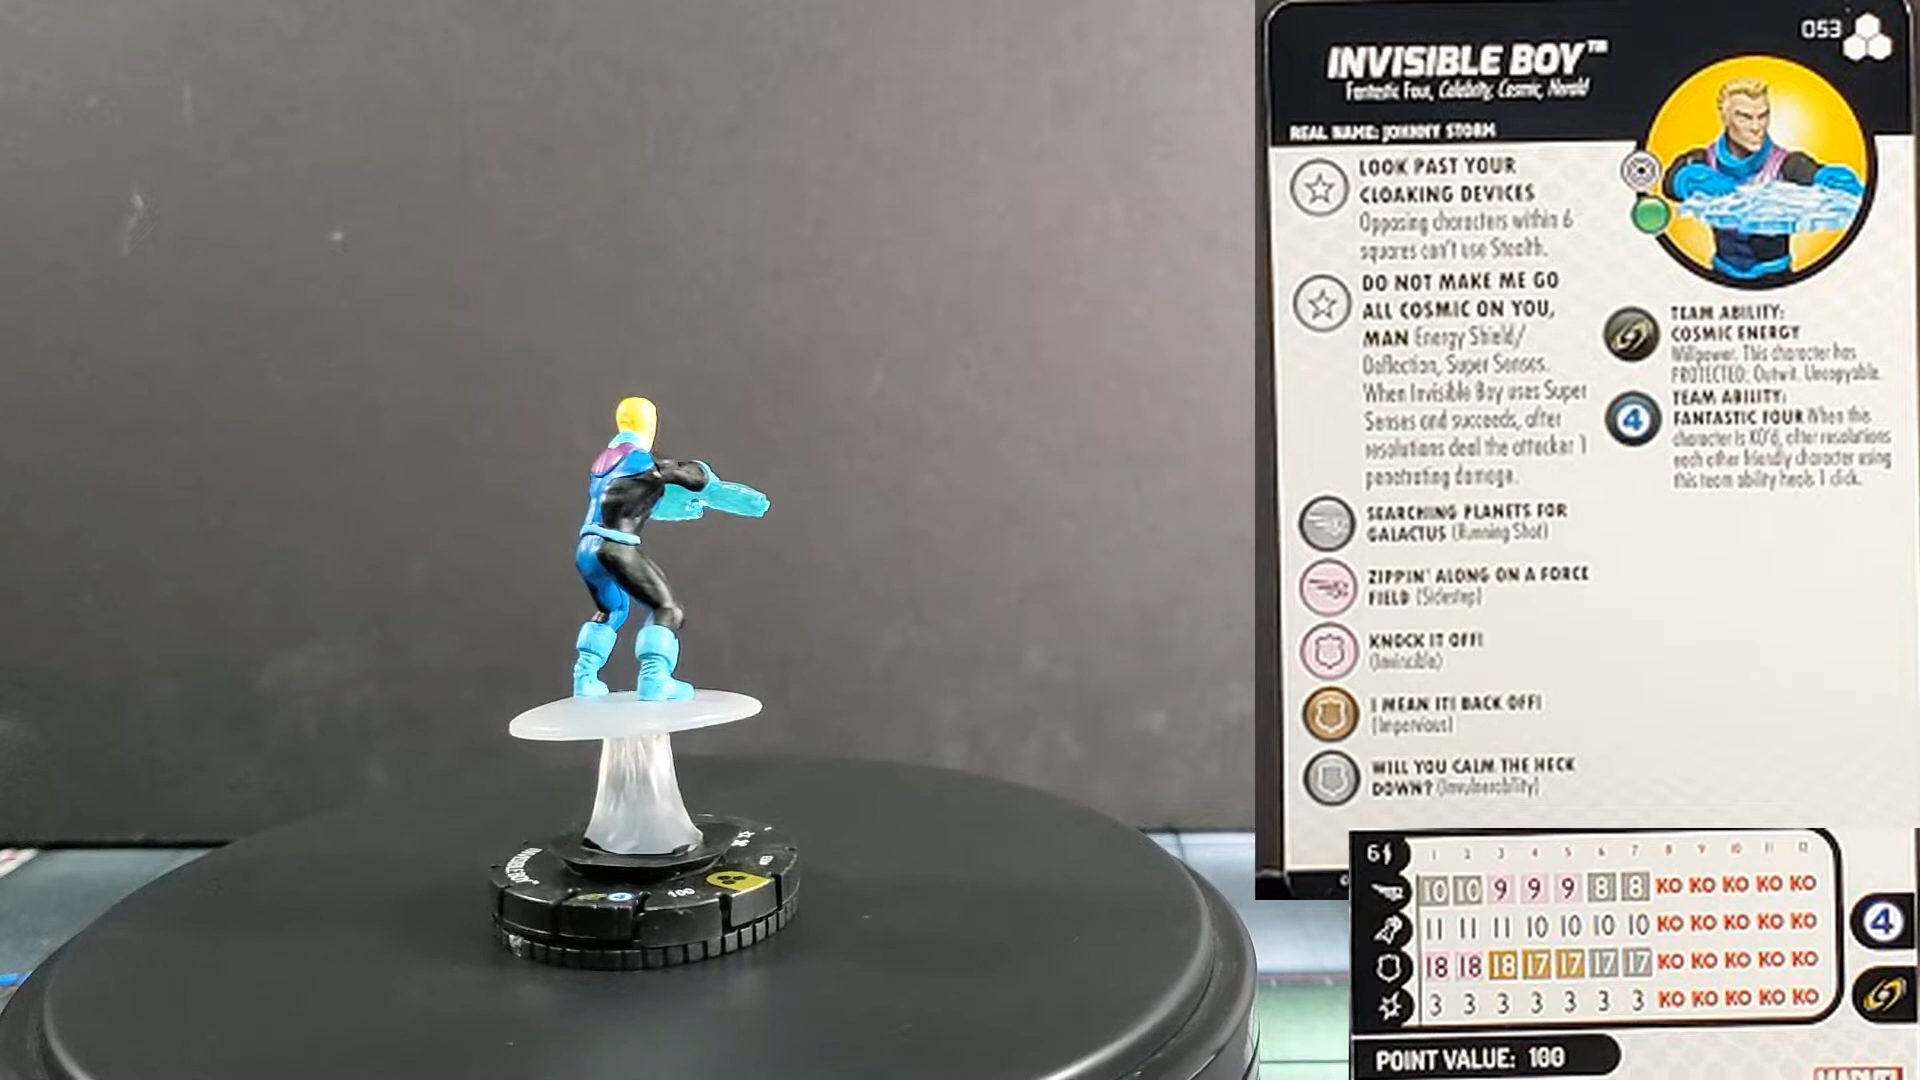 053
INVISIBLE BOY™
Fantastic Four, Celebrity, Cosmic, Herald
REAL NAME: JOHNNY STORM
LOOK PAST YOUR
CLOAKING DEVICES
Opposing characters within 6
squares can't use Stealth.
DO NOT MAKE ME GO
ALL COSMIC ON YOU,
MAN Energy Shield/
Deflection, Super Senses.
When Invisible Boy uses Super
Senses and succeeds, after
resolutions deal the attacker 1
penetrating damage.
SEARCHING PLANETS FOR
GALACTUS (Running Shot)
ZIPPIN' ALONG ON A FORCE
FIELD (Sidestep)
KNOCK IT OFF!
(Invincible)
I MEAN IT! BACK OFF!
(Impervious)
WILL YOU CALM THE HECK
DOWN? (Invulnerability)
TEAM ABILITY:
COSMIC ENERGY
Willpower. This character has
PROTECTED: Outwit. Uncopyable.
4
TEAM ABILITY:
FANTASTIC FOUR When this
character is KO'd, after resolutions
each other friendly character using
this team ability heals 1 click.
6 1 2 3 4 5 6 7 8 9 10 11 12
10 10 9 9 9 8 8 KO KO KO KO KO
11 11 11 10 10 10 10 KO KO KO KO KO
18 18 18 17 17 17 17 KO KO KO KO KO
3 3 3 3 3 3 3 KO KO KO KO KO
4
POINT VALUE: 100
MARVEL
INVISIBLE BOY™
4
100